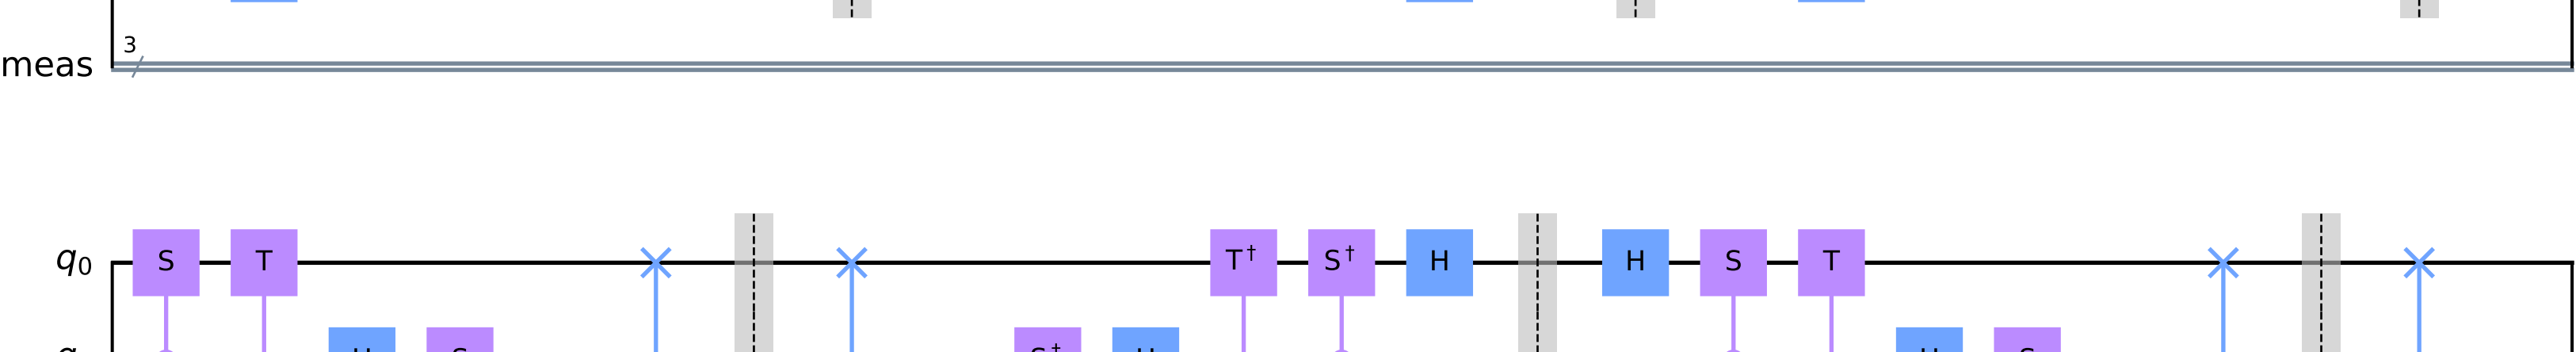 3
meas
q0 S T T† S† H H S T
H S S† H H S